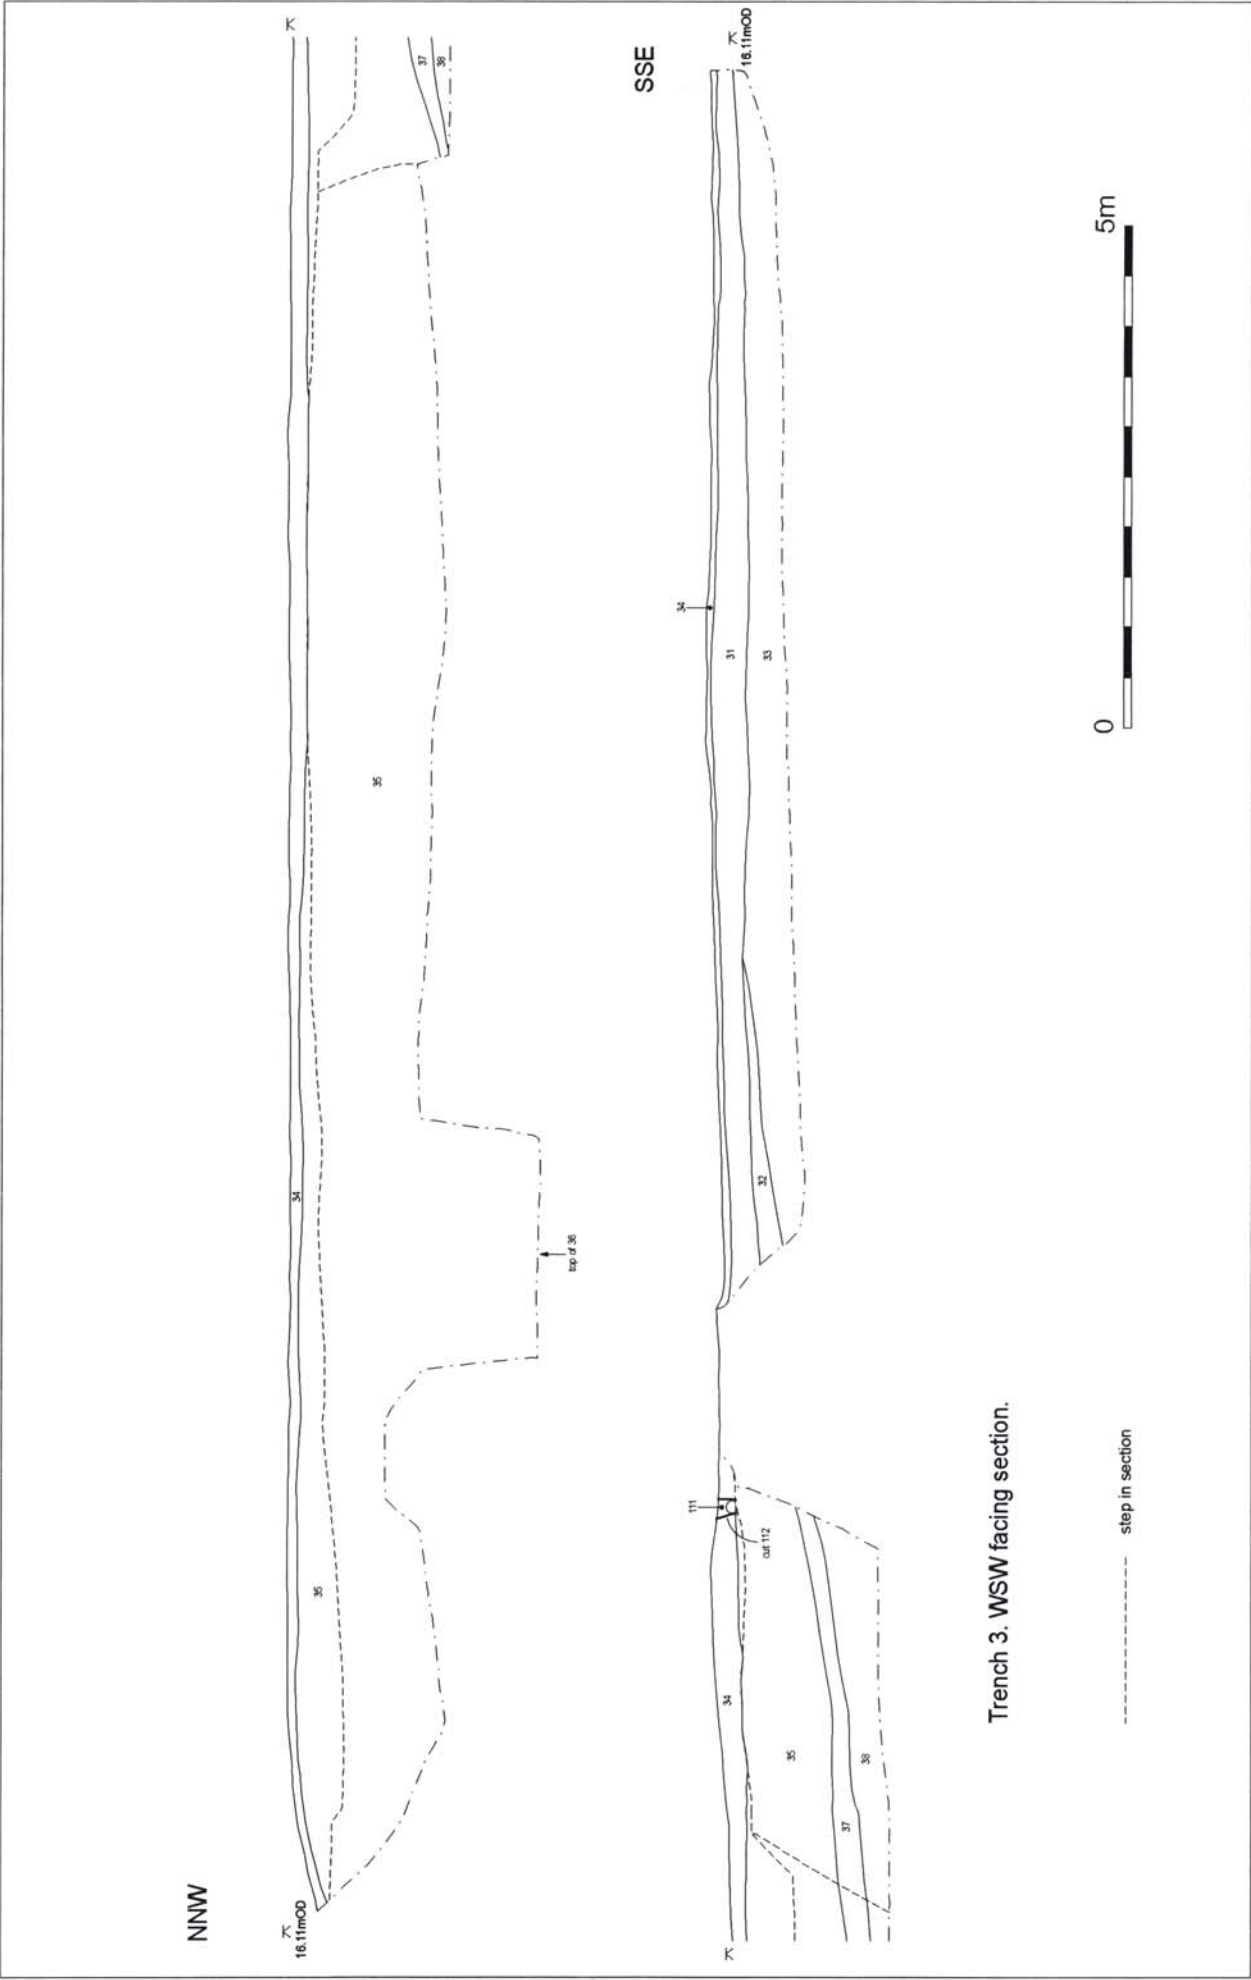 NNW
16.11mOD
35
34
top of 36
35
37
38
SSE
16.11mOD
34
35
37
38
111
cut 112
32
34
31
33
Trench 3. WSW facing section.
step in section
0
5m